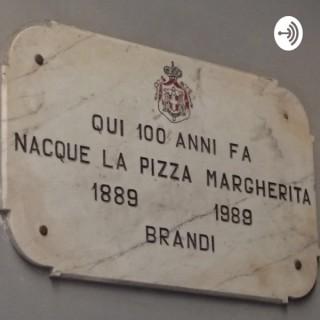 QUI 100 ANNI FA
NACQUE LA PIZZA MARGHERITA
1889 1989
BRANDI